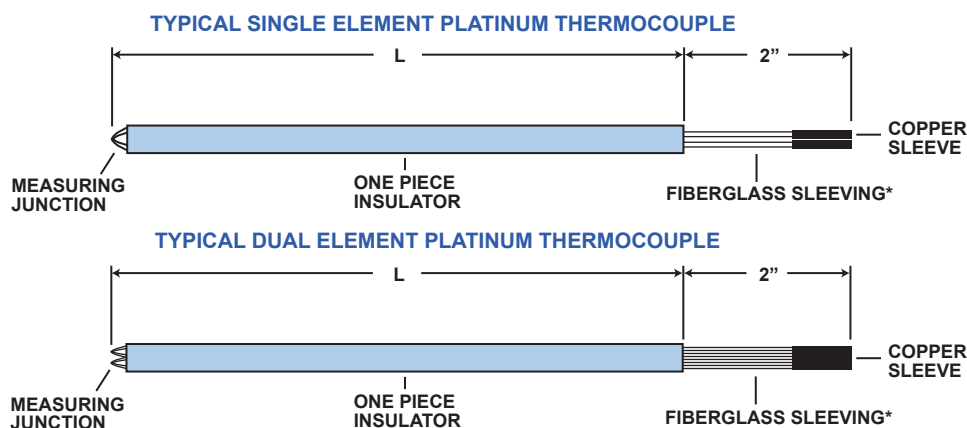 TYPICAL SINGLE ELEMENT PLATINUM THERMOCOUPLE
L
2”
COPPER
SLEEVE
MEASURING
JUNCTION
ONE PIECE
INSULATOR
FIBERGLASS SLEEVING*
TYPICAL DUAL ELEMENT PLATINUM THERMOCOUPLE
L
2”
COPPER
SLEEVE
MEASURING
JUNCTION
ONE PIECE
INSULATOR
FIBERGLASS SLEEVING*